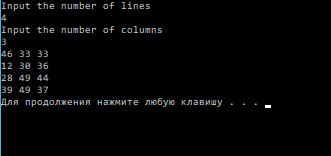 Input the number of lines
4
Input the number of columns
3
46 33 33
12 30 36
28 49 44
39 49 37
Для продолжения нажмите любую клавишу . . .